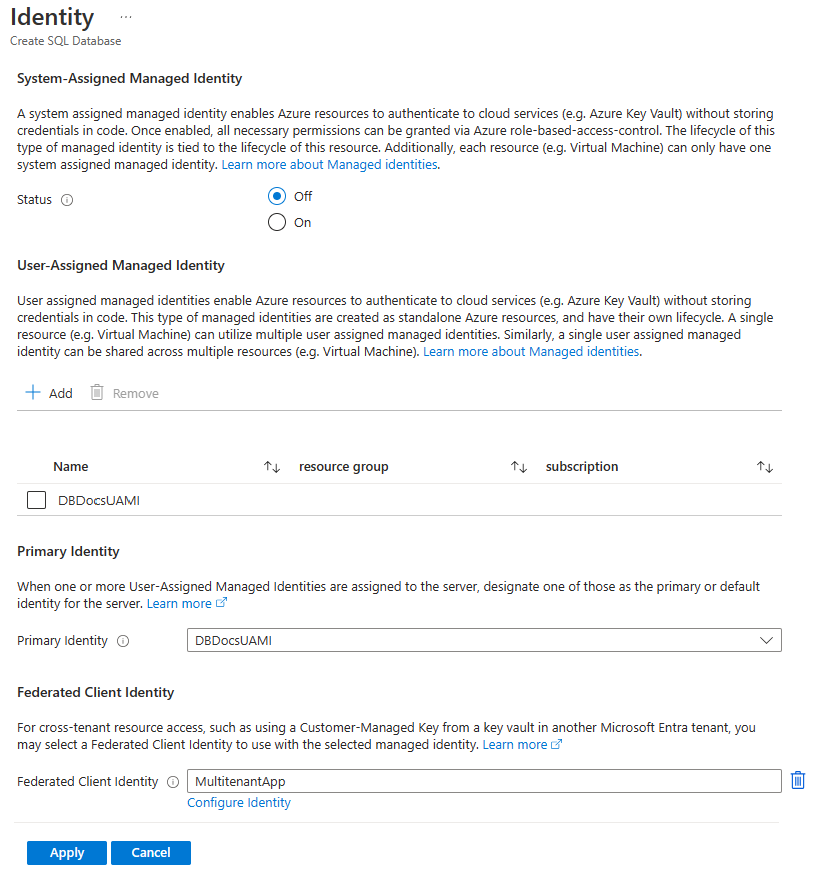 Identity ...
Create SQL Database
System-Assigned Managed Identity
A system assigned managed identity enables Azure resources to authenticate to cloud services (e.g. Azure Key Vault) without storing
credentials in code. Once enabled, all necessary permissions can be granted via Azure role-based-access-control. The lifecycle of this
type of managed identity is tied to the lifecycle of this resource. Additionally, each resource (e.g. Virtual Machine) can only have one
system assigned managed identity. Learn more about Managed identities.
Status
Off
On
User-Assigned Managed Identity
User assigned managed identities enable Azure resources to authenticate to cloud services (e.g. Azure Key Vault) without storing
credentials in code. This type of managed identities are created as standalone Azure resources, and have their own lifecycle. A single
resource (e.g. Virtual Machine) can utilize multiple user assigned managed identities. Similarly, a single user assigned managed
identity can be shared across multiple resources (e.g. Virtual Machine). Learn more about Managed identities.
Add Remove
Name resource group subscription
DBDocsUAMI
Primary Identity
When one or more User-Assigned Managed Identities are assigned to the server, designate one of those as the primary or default
identity for the server. Learn more
Primary Identity DBDocsUAMI
Federated Client Identity
For cross-tenant resource access, such as using a Customer-Managed Key from a key vault in another Microsoft Entra tenant, you
may select a Federated Client Identity to use with the selected managed identity. Learn more
Federated Client Identity MultitenantApp
Configure Identity
Apply Cancel